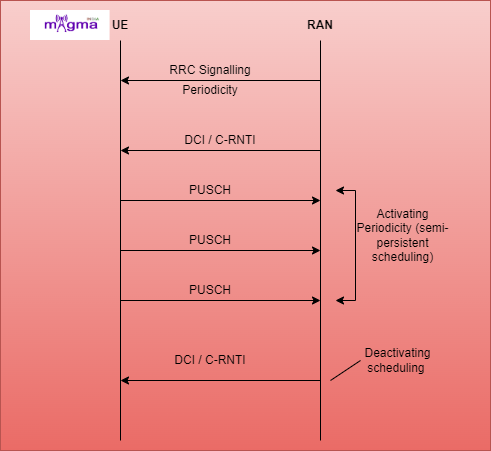 INDIA
magma
UE
RAN
RRC Signalling
Periodicity
DCI / C-RNTI
PUSCH
PUSCH
PUSCH
Activating
Periodicity (semi-
persistent
scheduling)
DCI / C-RNTI
Deactivating
scheduling